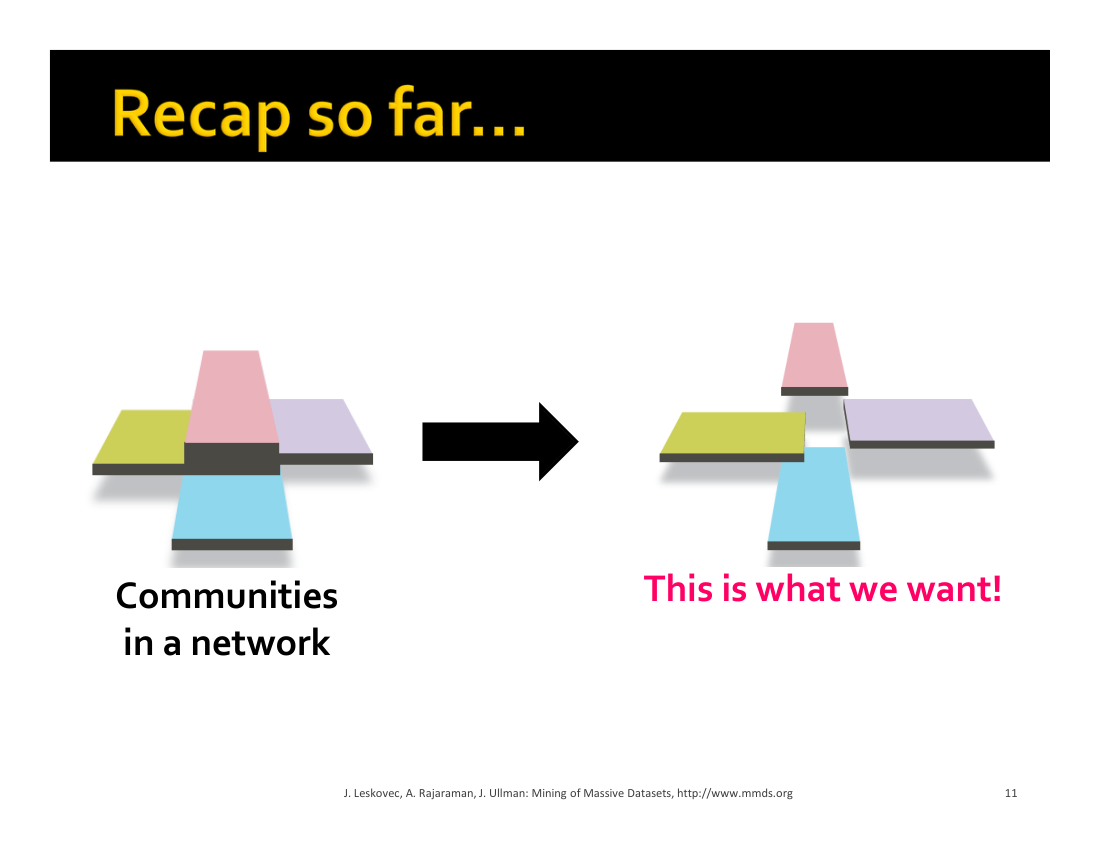 Recap so far…
Communities
in a network
This is what we want!
J. Leskovec, A. Rajaraman, J. Ullman: Mining of Massive Datasets, http://www.mmds.org
11